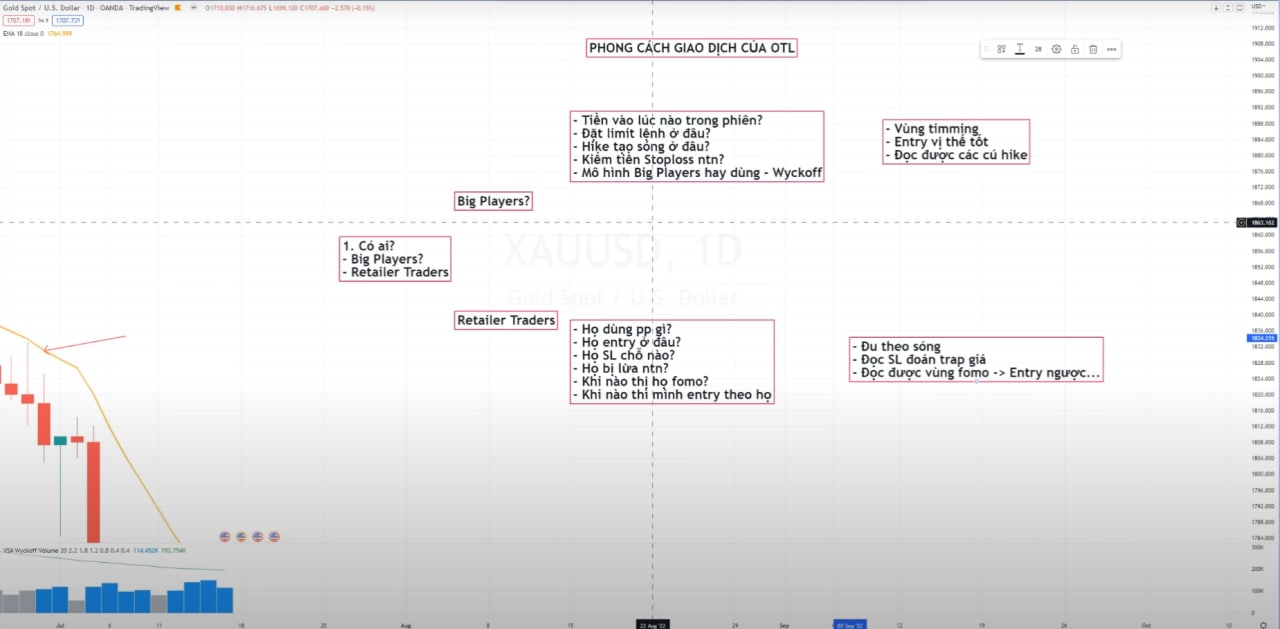 Gold Spot / U.S. Dollar · 1D · OANDA · TradingView O1710.030 H1716.675 L1699.120 C1707.460 −2.570 (−0.15%)
1707.189 54.9 1707.731
EMA 18 close 0 1764.999
USD
PHONG CÁCH GIAO DỊCH CỦA OTL
28
- Tiền vào lúc nào trong phiên?
- Đặt limit lệnh ở đâu?
- Hike tạo sóng ở đâu?
- Kiếm tiền Stoploss ntn?
- Mô hình Big Players hay dùng - Wyckoff
- Vùng timming
- Entry vị thế tốt
- Đọc được các cú hike
Big Players?
1. Có ai?
- Big Players?
- Retailer Traders
XAUUSD, 1D
Gold Spot / U.S. Dollar
Retailer Traders
- Họ dùng pp gì?
- Họ entry ở đâu?
- Họ SL chỗ nào?
- Họ bị lừa ntn?
- Khi nào thì họ fomo?
- Khi nào thì mình entry theo họ
- Đu theo sóng
- Đọc SL đoán trap giá
- Đọc được vùng fomo -> Entry ngược...
1912.000
1908.000
1904.000
1900.000
1896.000
1892.000
1888.000
1884.000
1880.000
1876.000
1872.000
1868.000
1863.162
1860.000
1856.000
1852.000
1848.000
1844.000
1840.000
1834.215
1832.000
1828.000
1824.000
1820.000
1816.000
1812.000
1808.000
1804.000
1800.000
1796.000
1792.000
1788.000
1784.000
VSA Wyckoff Volume 20 2.2 1.8 1.2 0.8 0.4 0.4 114.452K 193.754K
300K
200K
100K
0
Jul 6 11 18 25 Aug 8 15 22 Aug '22 29 Sep 07 Sep '22 12 19 26 Oct 10